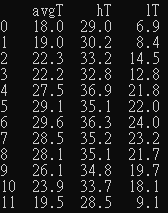 avgT hT lT
0 18.0 29.0 6.9
1 19.0 30.2 8.4
2 22.3 33.2 14.5
3 22.2 32.8 12.8
4 27.5 36.9 21.8
5 29.1 35.1 22.0
6 29.6 36.3 24.0
7 28.5 35.2 23.2
8 28.1 35.1 21.7
9 26.1 34.8 19.7
10 23.9 33.7 18.1
11 19.5 28.5 9.1